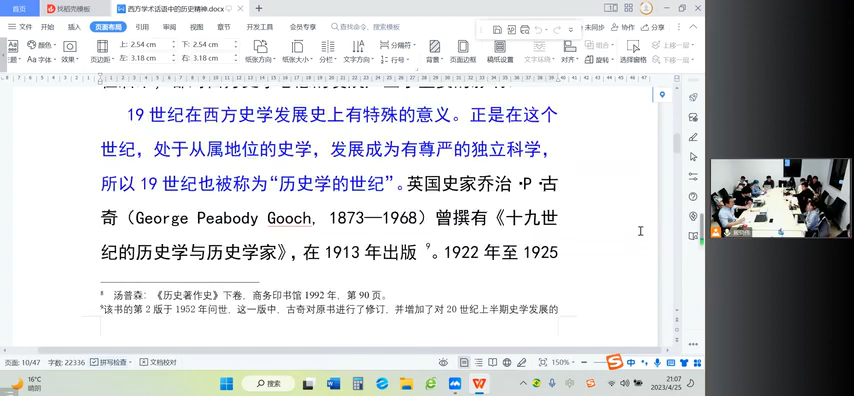 首页
找稻壳模板
西方学术话语中的历史精神.docx
文件 开始 插入 页面布局 引用 审阅 视图 章节 开发工具 会员专享 查找命令、搜索模板 未同步 协作 分享
颜色 效果 Aa字体 页边距
上: 2.54 cm 下: 2.54 cm
左: 3.18 cm 右: 3.18 cm
纸张方向 纸张大小 分栏 文字方向 分隔符 行号 背景 页面边框 稿纸设置 文字环绕 对齐 组合 旋转 选择窗格 上移一层 下移一层
19 世纪在西方史学发展史上有特殊的意义。正是在这个
世纪，处于从属地位的史学，发展成为有尊严的独立科学，
所以 19 世纪也被称为“历史学的世纪”。英国史家乔治·P·古
奇（George Peabody Gooch, 1873—1968）曾撰有《十九世
纪的历史学与历史学家》，在 1913 年出版 9。1922 年至 1925
8 汤普森：《历史著作史》下卷，商务印书馆 1992 年，第 90 页。
9该书的第 2 版于 1952 年问世，这一版中，古奇对原书进行了修订，并增加了对 20 世纪上半期史学发展的
页面: 10/47 字数: 22336 拼写检查 文档校对 150%
16°C
晴朗
搜索
21:07
2023/4/25